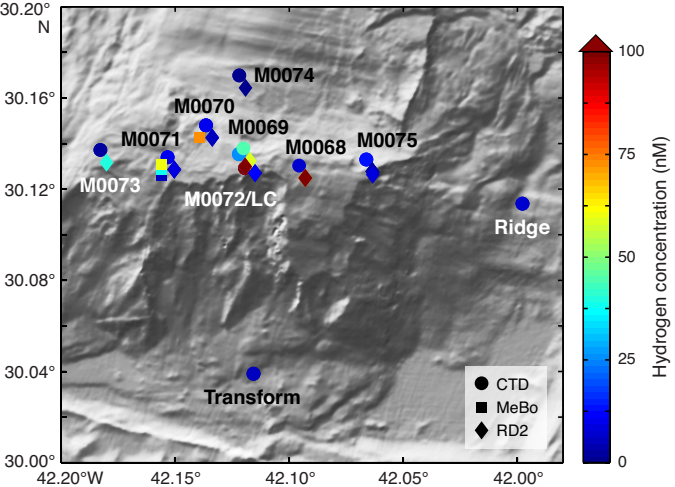 30.20°
N
30.16°
30.12°
30.08°
30.04°
30.00°
42.20°W
42.15°
42.10°
42.05°
42.00°
M0074
M0070
M0069
M0071
M0068
M0075
M0073
M0072/LC
Ridge
Transform
CTD
MeBo
RD2
100
75
50
25
0
Hydrogen concentration (nM)